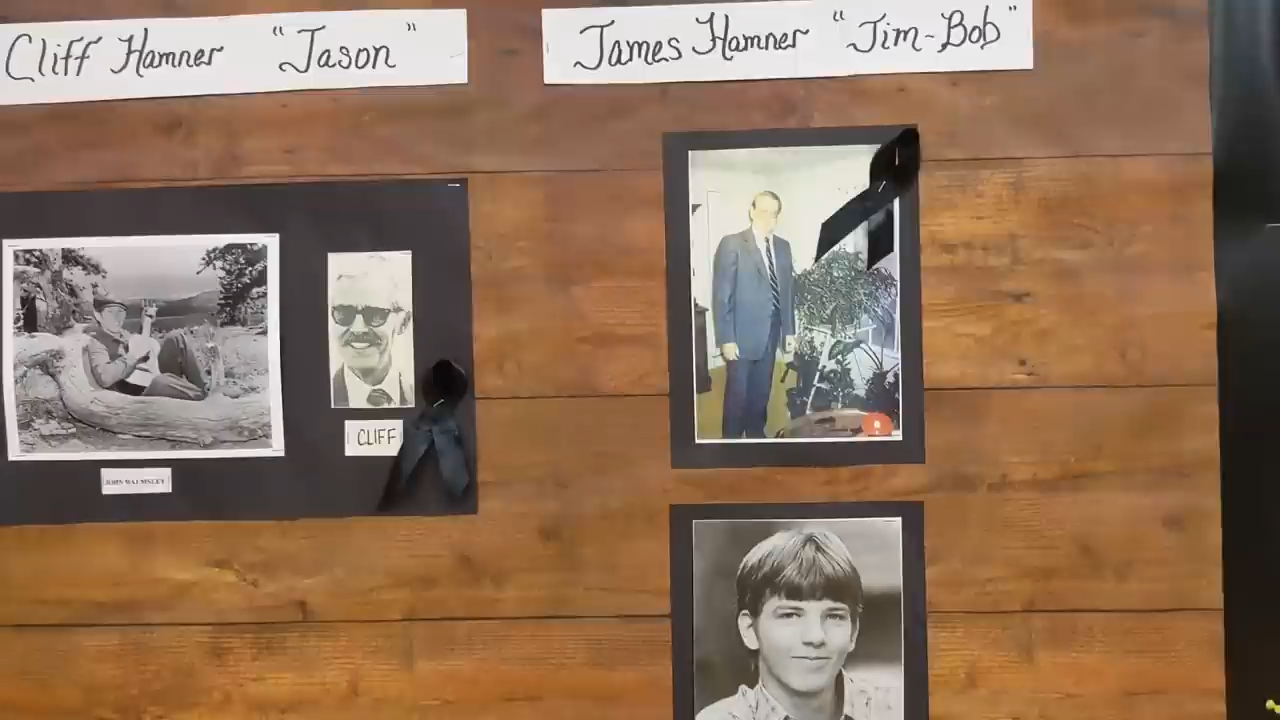 Cliff Hamner "Jason"
James Hamner "Jim-Bob"
CLIFF
JOHN WALMSLEY